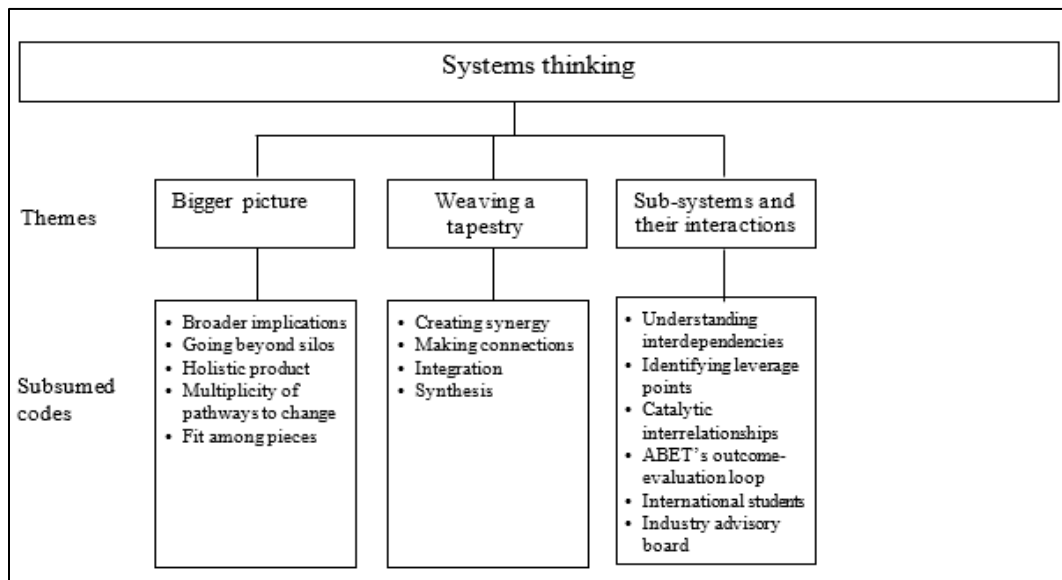 Systems thinking
Themes
Bigger picture
Weaving a
tapestry
Sub-systems and
their interactions
Subsumed
codes
• Broader implications
• Going beyond silos
• Holistic product
• Multiplicity of
pathways to change
• Fit among pieces
• Creating synergy
• Making connections
• Integration
• Synthesis
• Understanding
interdependencies
• Identifying leverage
points
• Catalytic
interrelationships
• ABET’s outcome-
evaluation loop
• International students
• Industry advisory
board